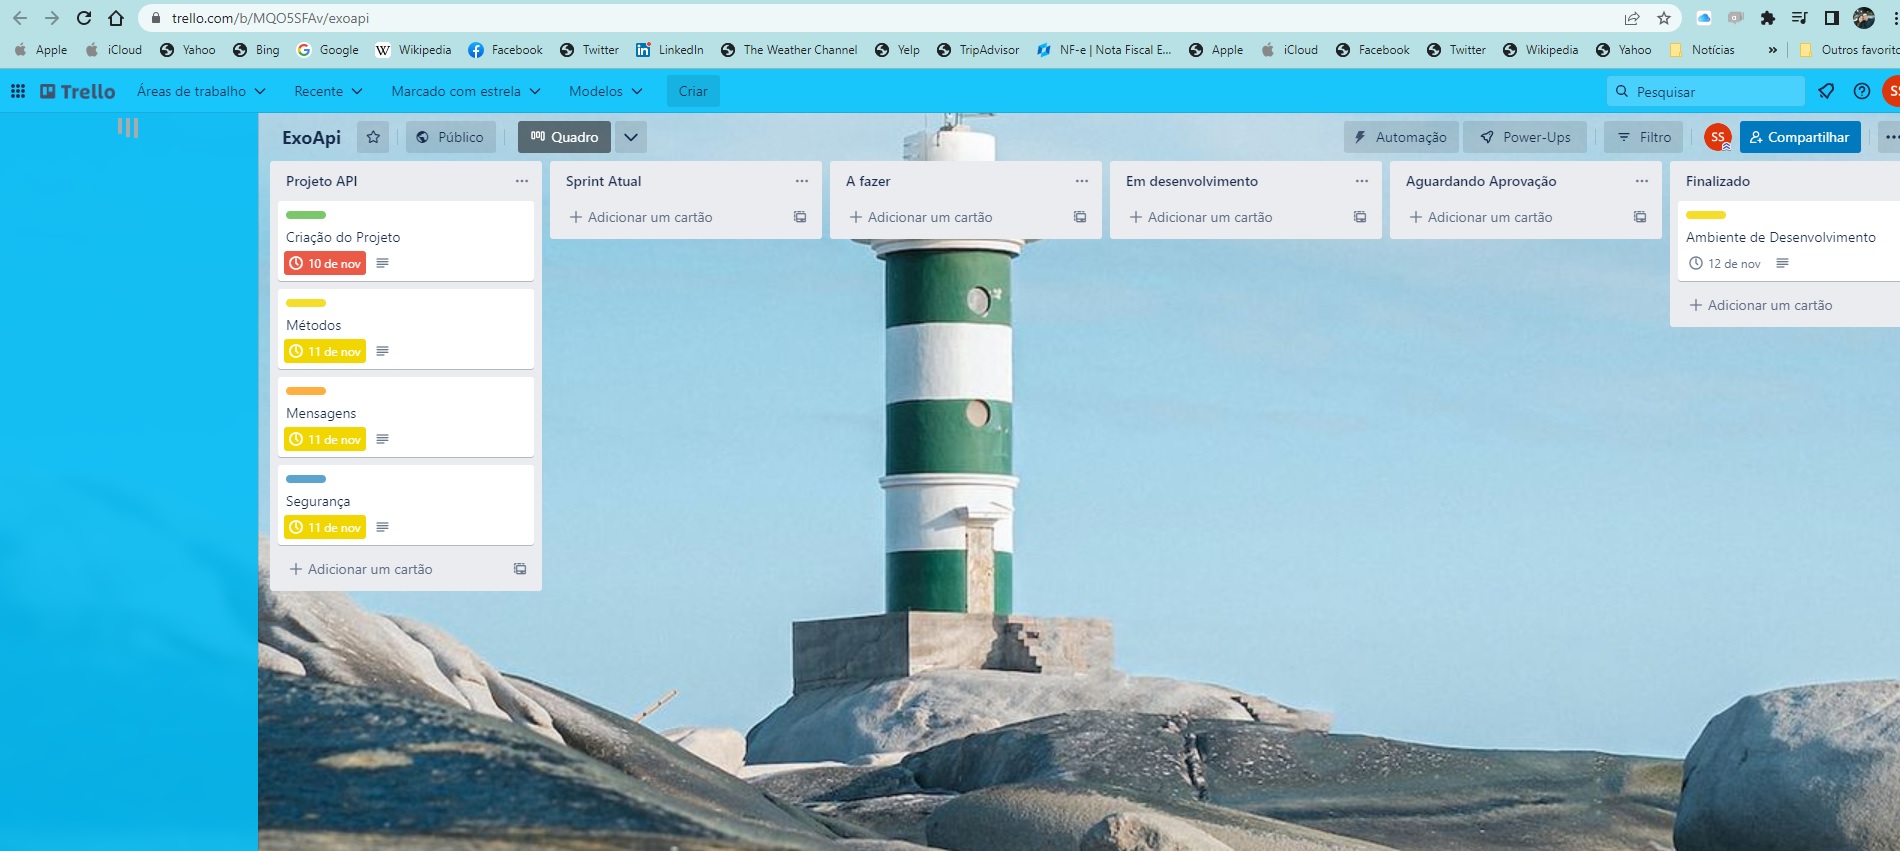 trello.com/b/MQO5SFAv/exoapi
Apple iCloud Yahoo Bing Google Wikipedia Facebook Twitter LinkedIn The Weather Channel Yelp TripAdvisor NF-e | Nota Fiscal E... Apple iCloud Facebook Twitter Wikipedia Yahoo Notícias » Outros favorito
Trello Áreas de trabalho Recente Marcado com estrela Modelos Criar Pesquisar SS
ExoApi Público Quadro Automação Power-Ups Filtro SS Compartilhar
Projeto API
Criação do Projeto
10 de nov
Métodos
11 de nov
Mensagens
11 de nov
Segurança
11 de nov
+ Adicionar um cartão
Sprint Atual
+ Adicionar um cartão
A fazer
+ Adicionar um cartão
Em desenvolvimento
+ Adicionar um cartão
Aguardando Aprovação
+ Adicionar um cartão
Finalizado
Ambiente de Desenvolvimento
12 de nov
+ Adicionar um cartão